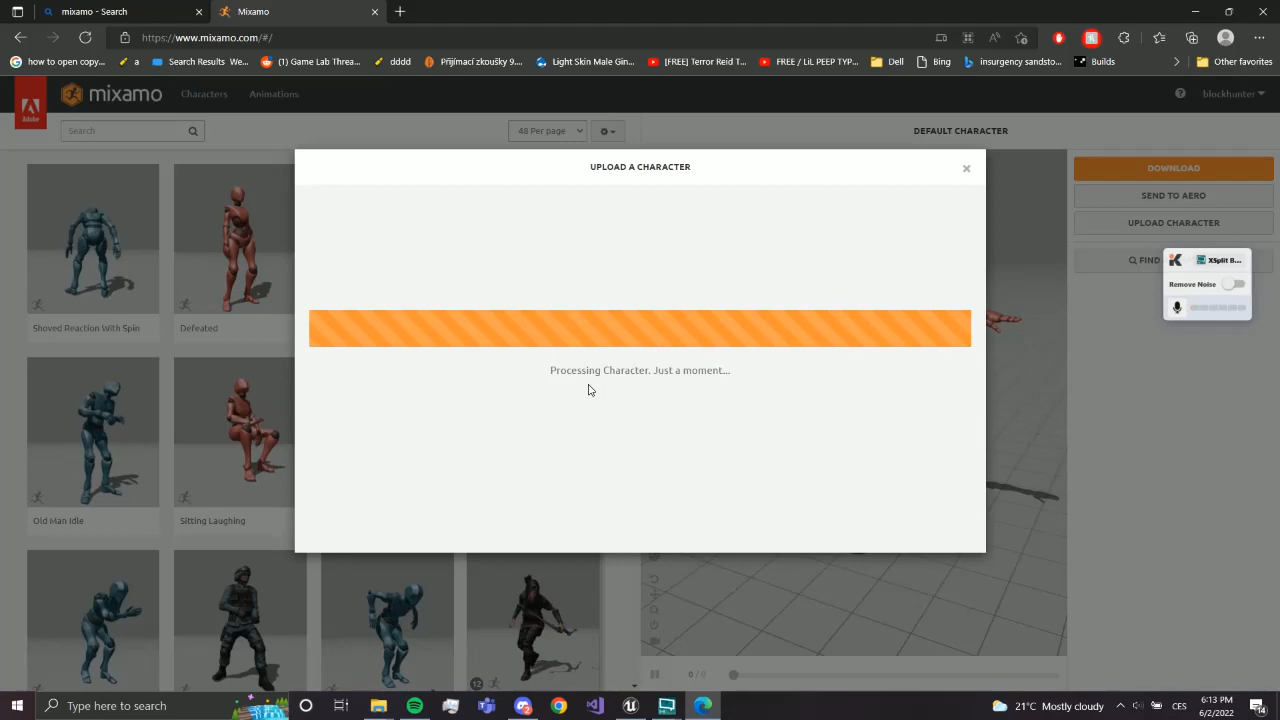 mixamo - Search
Mixamo
https://www.mixamo.com/#/
how to open copy...
a
Search Results We...
(1) Game Lab Threa...
dddd
Přijímací zkoušky 9...
Light Skin Male Gin...
[FREE] Terror Reid T...
FREE / LiL PEEP TYP...
Dell
Bing
insurgency sandsto...
Builds
Other favorites
Adobe
mixamo
Characters
Animations
blockhunter
Search
48 Per page
DEFAULT CHARACTER
UPLOAD A CHARACTER
DOWNLOAD
SEND TO AERO
UPLOAD CHARACTER
FIND
XSplit B...
Remove Noise
Shoved Reaction With Spin
Defeated
Processing Character. Just a moment...
Old Man Idle
Sitting Laughing
12
0 / 0
Type here to search
21°C Mostly cloudy
CES
6:13 PM
6/2/2022
14